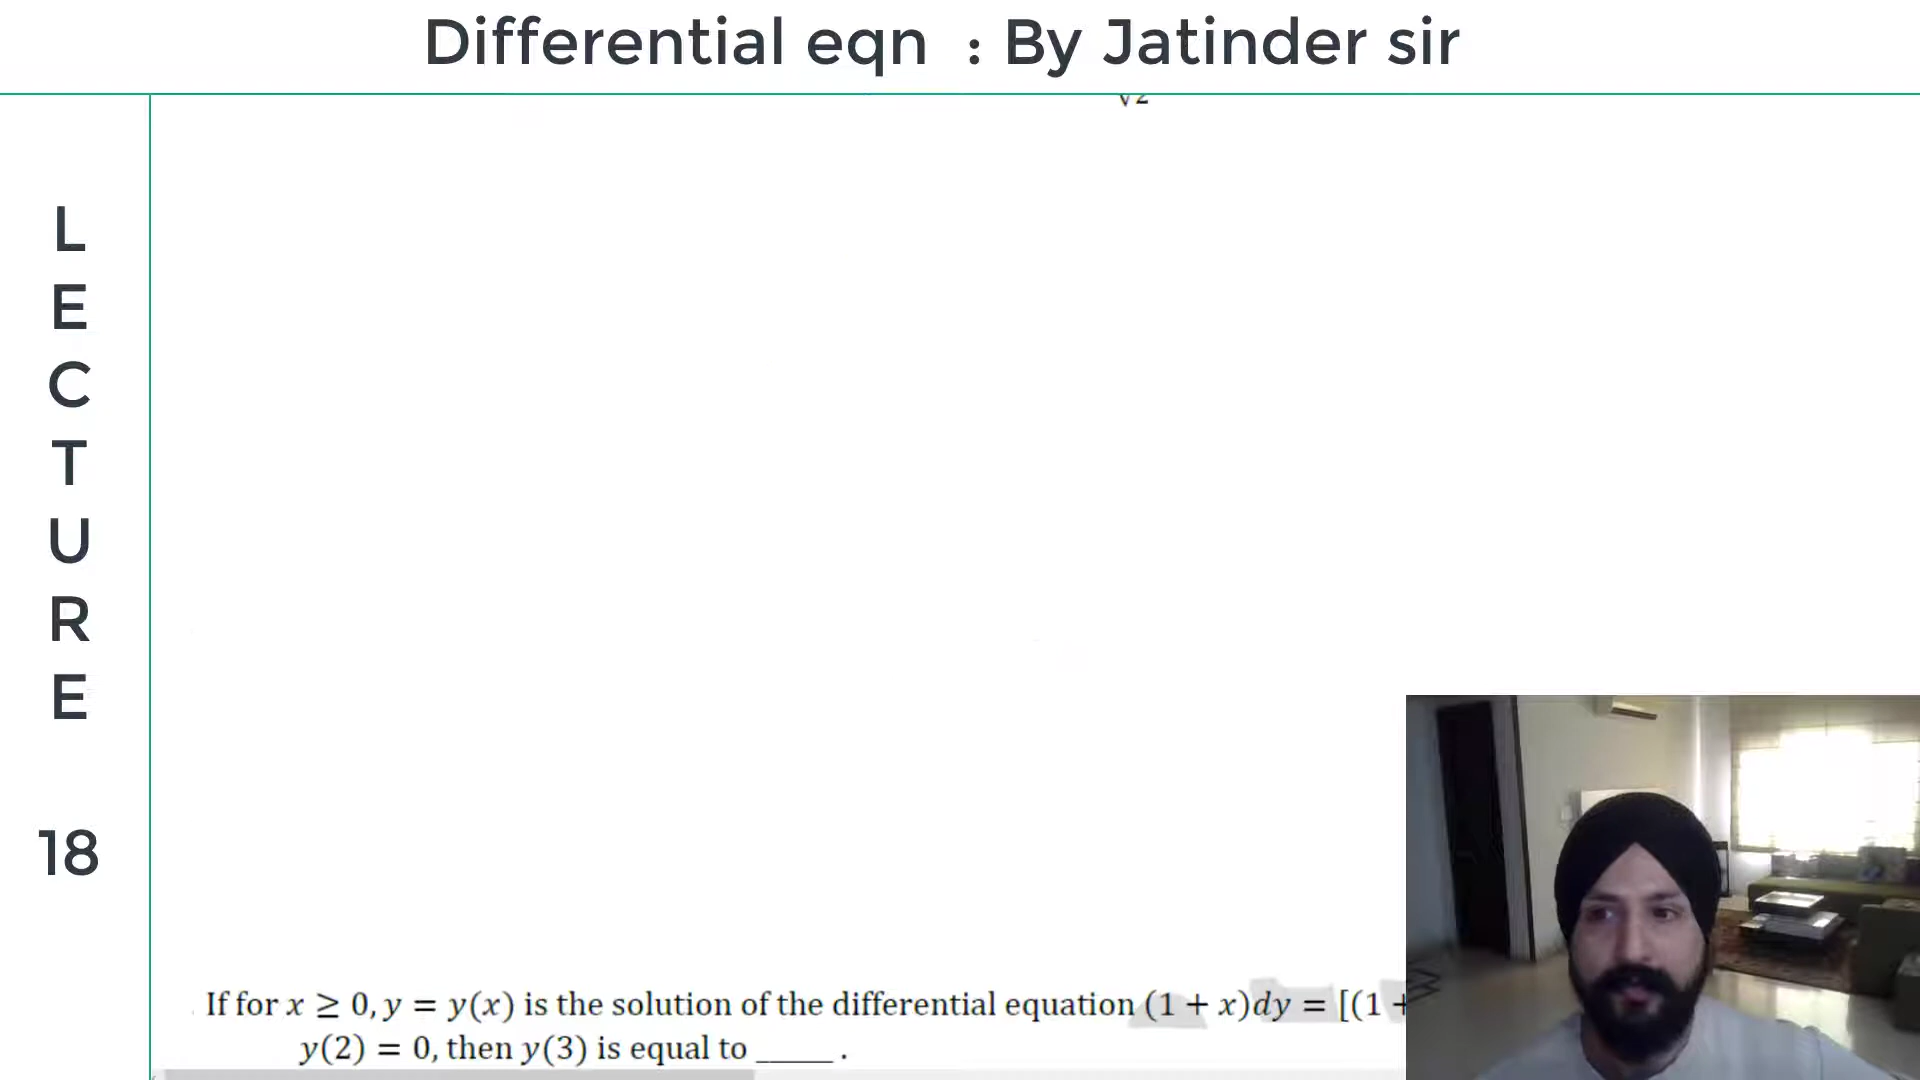 Differential eqn : By Jatinder sir
√2
L
E
C
T
U
R
E
18
If for x ≥ 0, y = y(x) is the solution of the differential equation (1 + x)dy = [(1 +
y(2) = 0, then y(3) is equal to _____ .